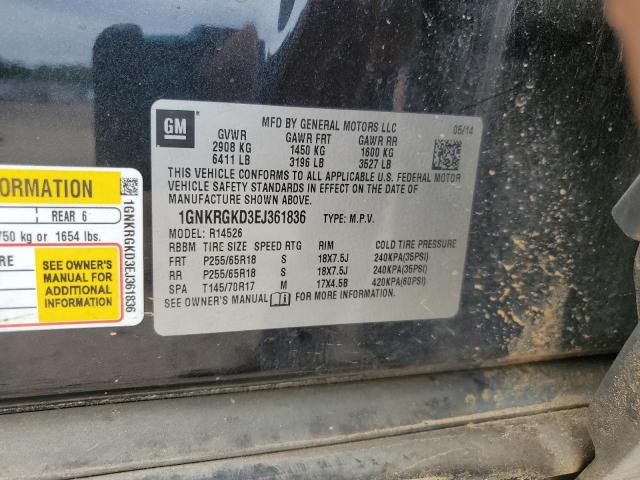 GM
MFD BY GENERAL MOTORS LLC
05/14
GVWR GAWR FRT GAWR RR
2908 KG 1450 KG 1600 KG
6411 LB 3196 LB 3527 LB
THIS VEHICLE CONFORMS TO ALL APPLICABLE U.S. FEDERAL MOTOR
VEHICLE SAFETY STANDARDS IN EFFECT ON THE DATE OF
MANUFACTURE SHOWN ABOVE.
1GNKRGKD3EJ361836 TYPE: M.P.V.
MODEL: R14526
RBBM TIRE SIZE SPEED RTG RIM COLD TIRE PRESSURE
FRT P255/65R18 S 18X7.5J 240KPA(35PSI)
RR P255/65R18 S 18X7.5J 240KPA(35PSI)
SPA T145/70R17 M 17X4.5B 420KPA(60PSI)
SEE OWNER'S MANUAL FOR MORE INFORMATION.
REAR 6
750 kg or 1654 lbs.
SEE OWNER'S
MANUAL FOR
ADDITIONAL
INFORMATION
1GNKRGKD3EJ361836